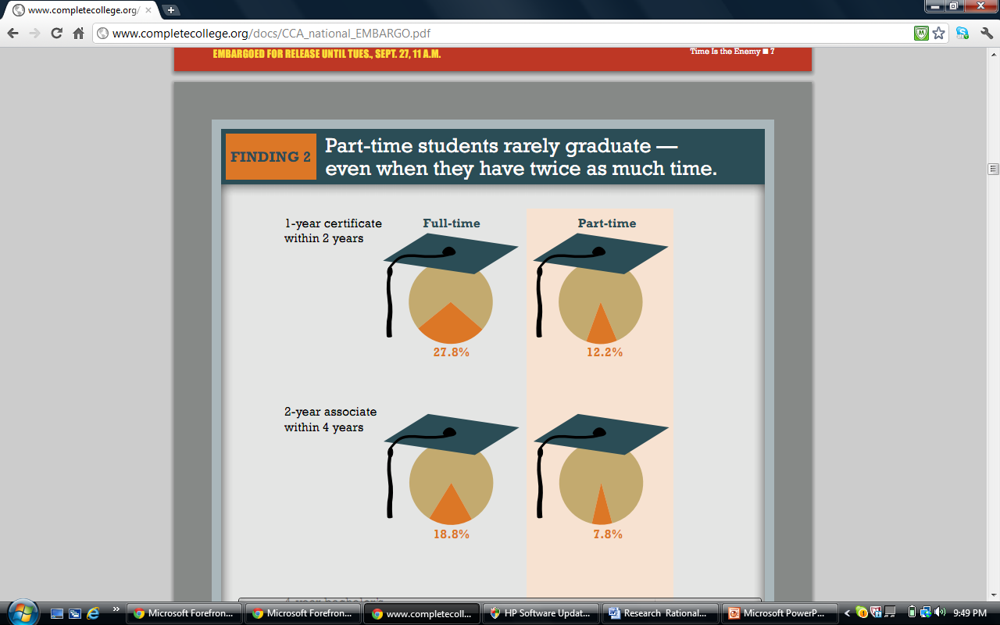 www.completecollege.org/
www.completecollege.org/docs/CCA_national_EMBARGO.pdf
EMBARGOED FOR RELEASE UNTIL TUES., SEPT. 27, 11 A.M.
Time Is the Enemy ■ 7
FINDING 2
Part-time students rarely graduate —
even when they have twice as much time.
1-year certificate
within 2 years
Full-time
Part-time
27.8%
12.2%
2-year associate
within 4 years
18.8%
7.8%
Microsoft Forefron...
Microsoft Forefron...
www.completecoll...
HP Software Updat...
Research Rational...
Microsoft PowerP...
9:49 PM